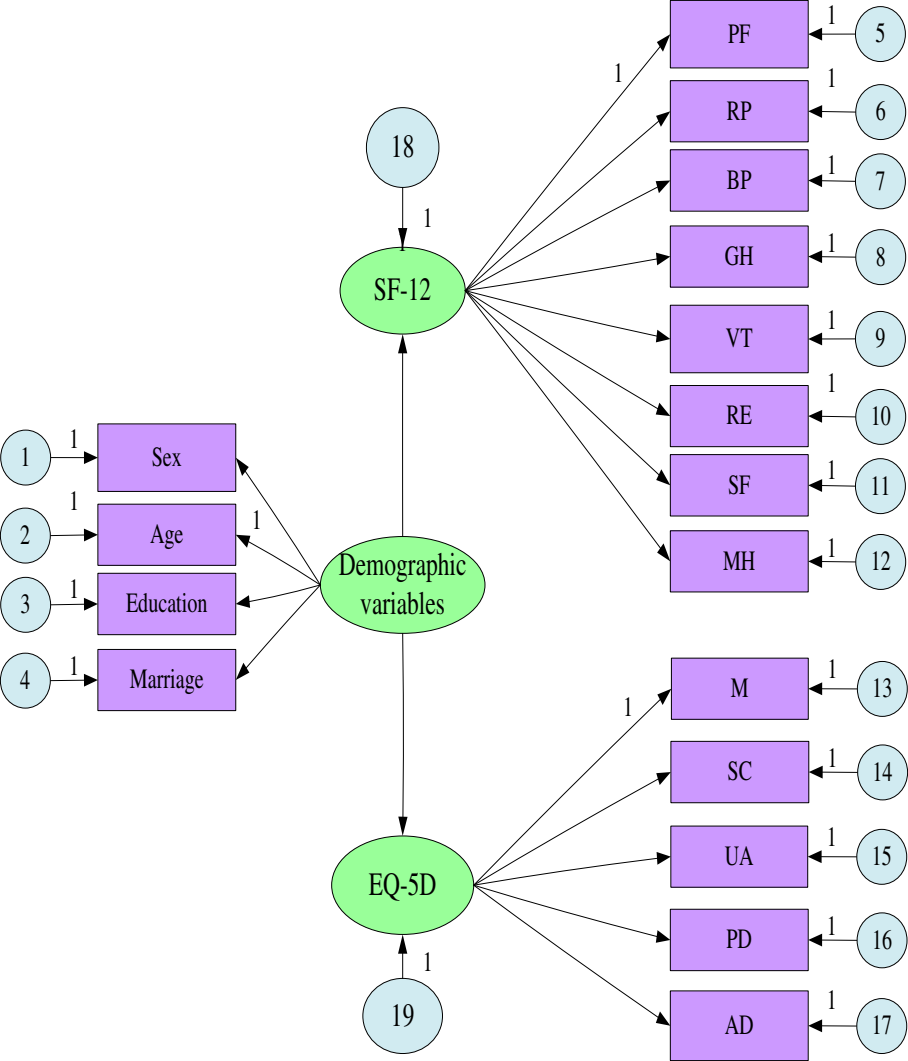 1 PF 5
1
RP 1 6
18
BP 1 7
1
GH 1 8
SF-12
VT 1 9
RE 1 10
1 1 Sex
SF 1 11
2 1 Age 1
MH 1 12
Demographic
variables
3 1 Education
4 1 Marriage
M 1 13
1
SC 1 14
UA 1 15
EQ-5D
PD 1 16
1
19
AD 1 17